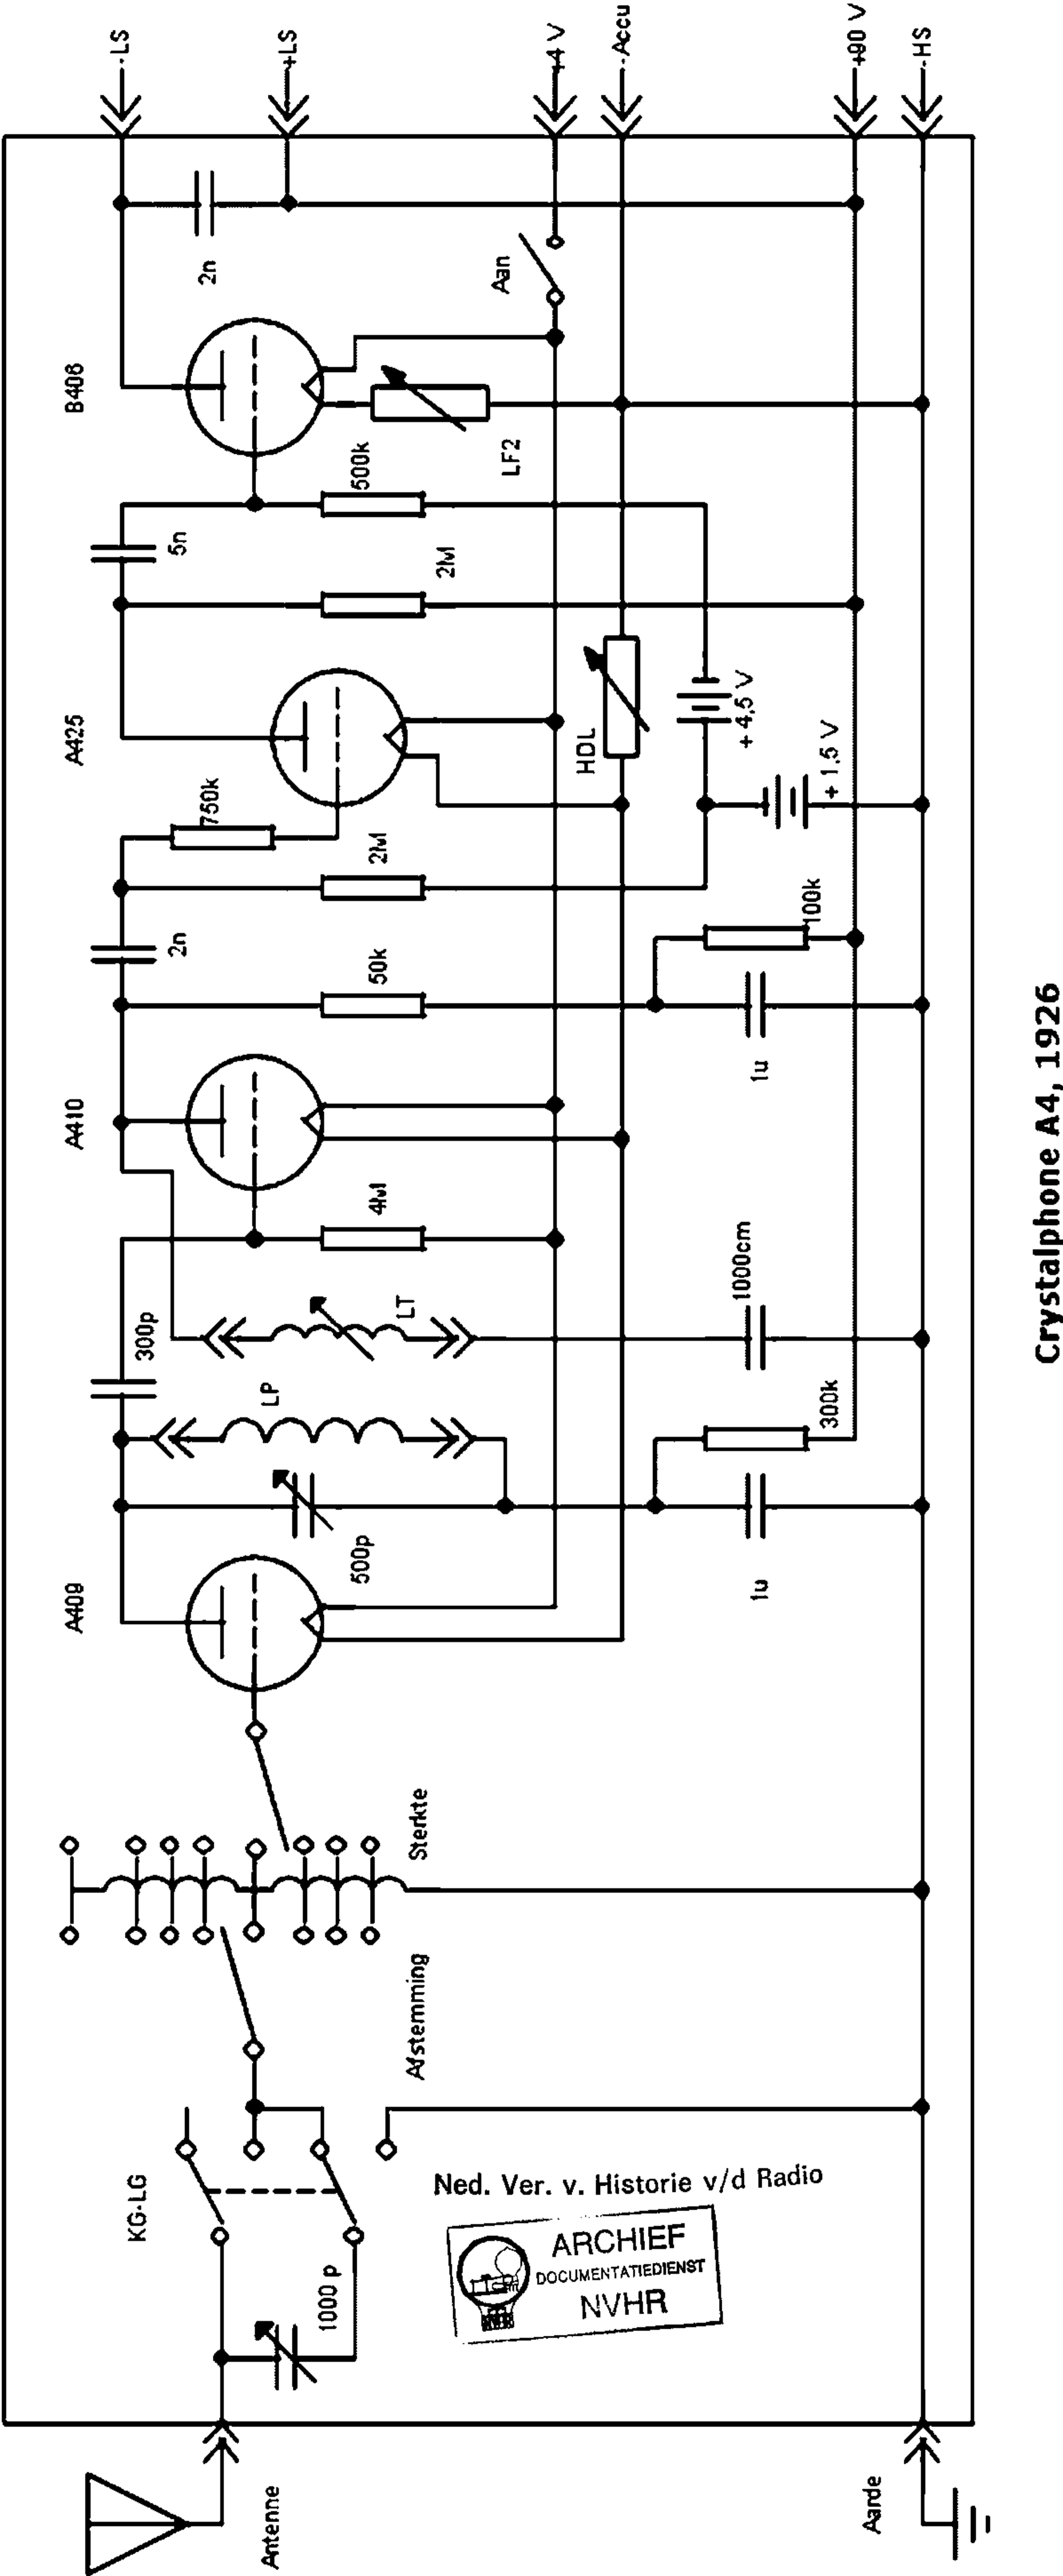 Antenne
Aarde
1000 p
KG-LG
Afstemming
Sterkte
A409
500p
LP
300p
LT
1u
300k
1000cm
4M
A410
50k
2n
2M
750k
1u
100k
A425
HDL
+ 4,5 V
+ 1,5 V
2M
5n
500k
LF2
B406
Aan
2n
-LS
+LS
+4 V
-Accu
+90 V
-HS
Ned. Ver. v. Historie v/d Radio
ARCHIEF
DOCUMENTATIEDIENST
NVHR
Crystalphone A4, 1926